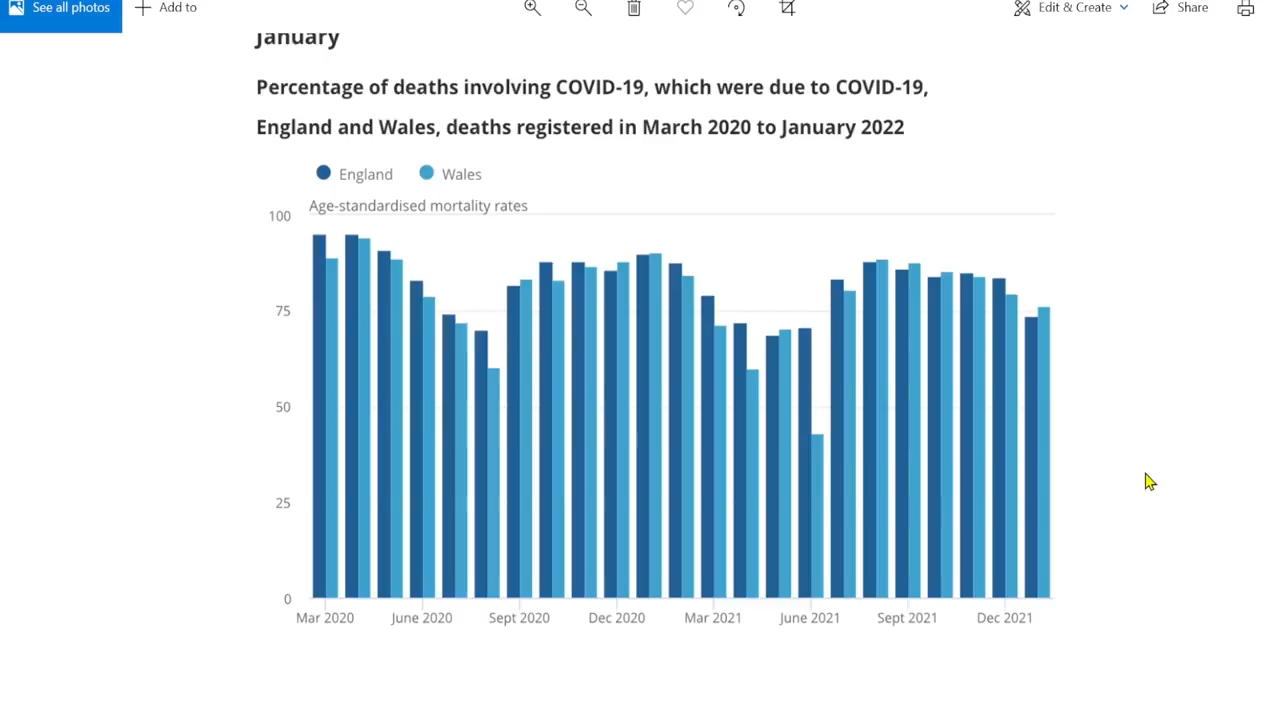 See all photos
Add to
Edit & Create
Share
January
Percentage of deaths involving COVID-19, which were due to COVID-19,
England and Wales, deaths registered in March 2020 to January 2022
England
Wales
Age-standardised mortality rates
100
75
50
25
0
Mar 2020
June 2020
Sept 2020
Dec 2020
Mar 2021
June 2021
Sept 2021
Dec 2021